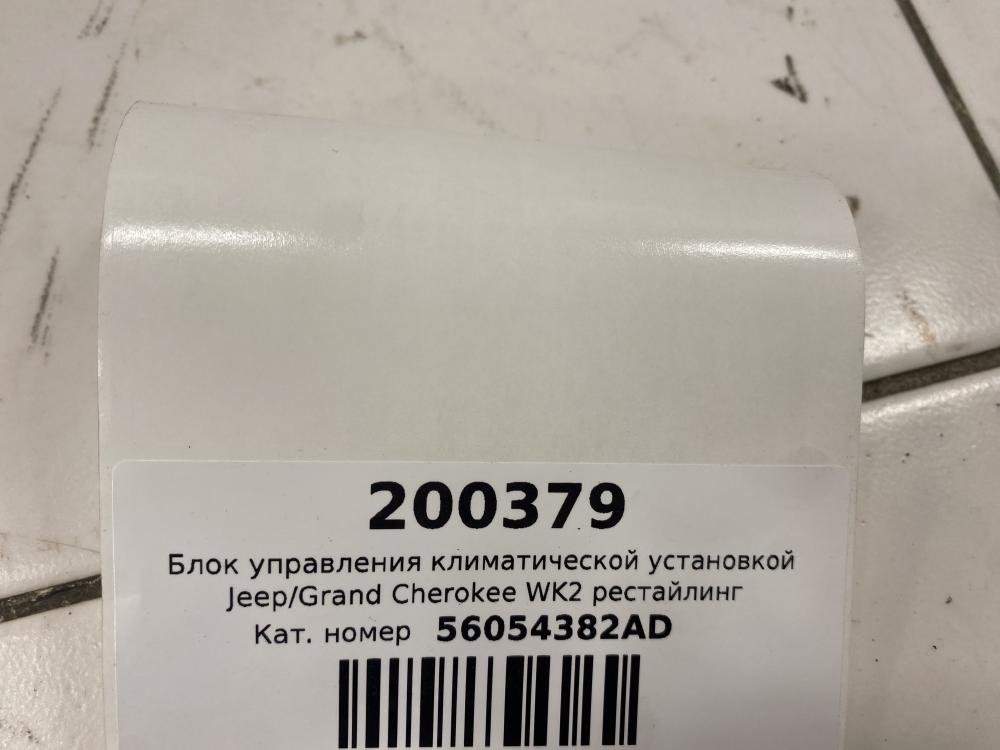 200379
Блок управления климатической установкой
Jeep/Grand Cherokee WK2 рестайлинг
Кат. номер 56054382AD